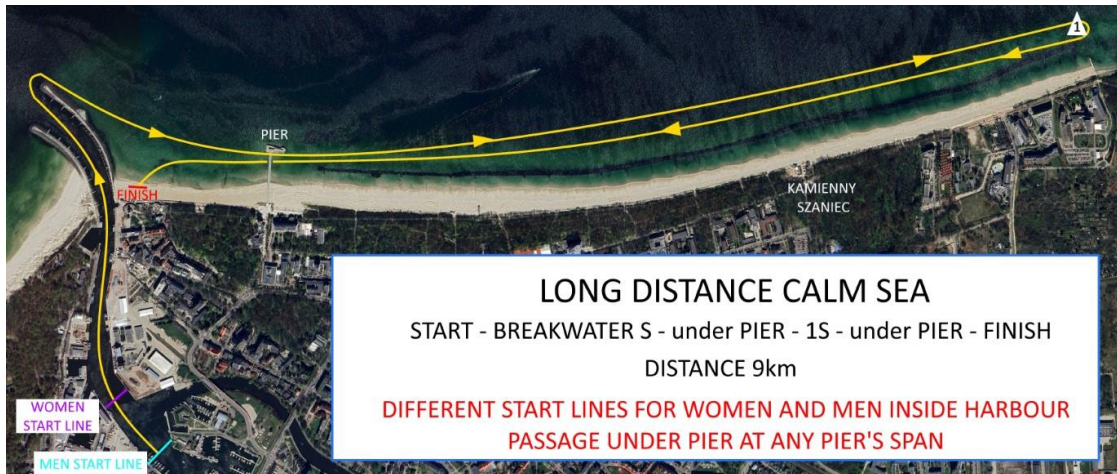 1
PIER
FINISH
KAMIENNY
SZANIEC
LONG DISTANCE CALM SEA
START - BREAKWATER S - under PIER - 1S - under PIER - FINISH
DISTANCE 9km
DIFFERENT START LINES FOR WOMEN AND MEN INSIDE HARBOUR
PASSAGE UNDER PIER AT ANY PIER'S SPAN
WOMEN
START LINE
MEN START LINE